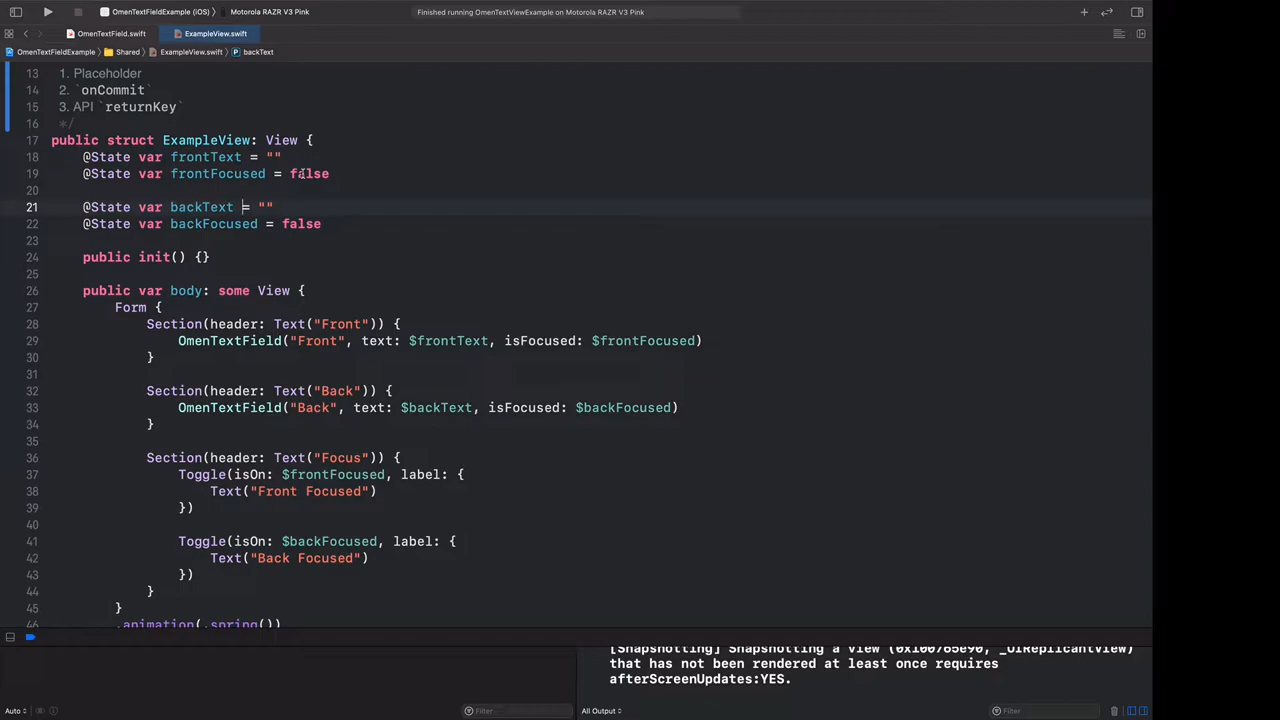 OmenTextFieldExample (iOS) › Motorola RAZR V3 Pink
Finished running OmenTextViewExample on Motorola RAZR V3 Pink
OmenTextField.swift
ExampleView.swift
OmenTextFieldExample › Shared › ExampleView.swift › P backText
13 1. Placeholder
14 2. `onCommit`
15 3. API `returnKey`
16 */
17 public struct ExampleView: View {
18 @State var frontText = ""
19 @State var frontFocused = false
20
21 @State var backText = ""
22 @State var backFocused = false
23
24 public init() {}
25
26 public var body: some View {
27 Form {
28 Section(header: Text("Front")) {
29 OmenTextField("Front", text: $frontText, isFocused: $frontFocused)
30 }
31
32 Section(header: Text("Back")) {
33 OmenTextField("Back", text: $backText, isFocused: $backFocused)
34 }
35
36 Section(header: Text("Focus")) {
37 Toggle(isOn: $frontFocused, label: {
38 Text("Front Focused")
39 })
40
41 Toggle(isOn: $backFocused, label: {
42 Text("Back Focused")
43 })
44 }
45 }
46 .animation(.spring())
[Snapshotting] Snapshotting a view (0x100765e90, _UIReplicantView)
that has not been rendered at least once requires
afterScreenUpdates:YES.
Auto
Filter
All Output
Filter